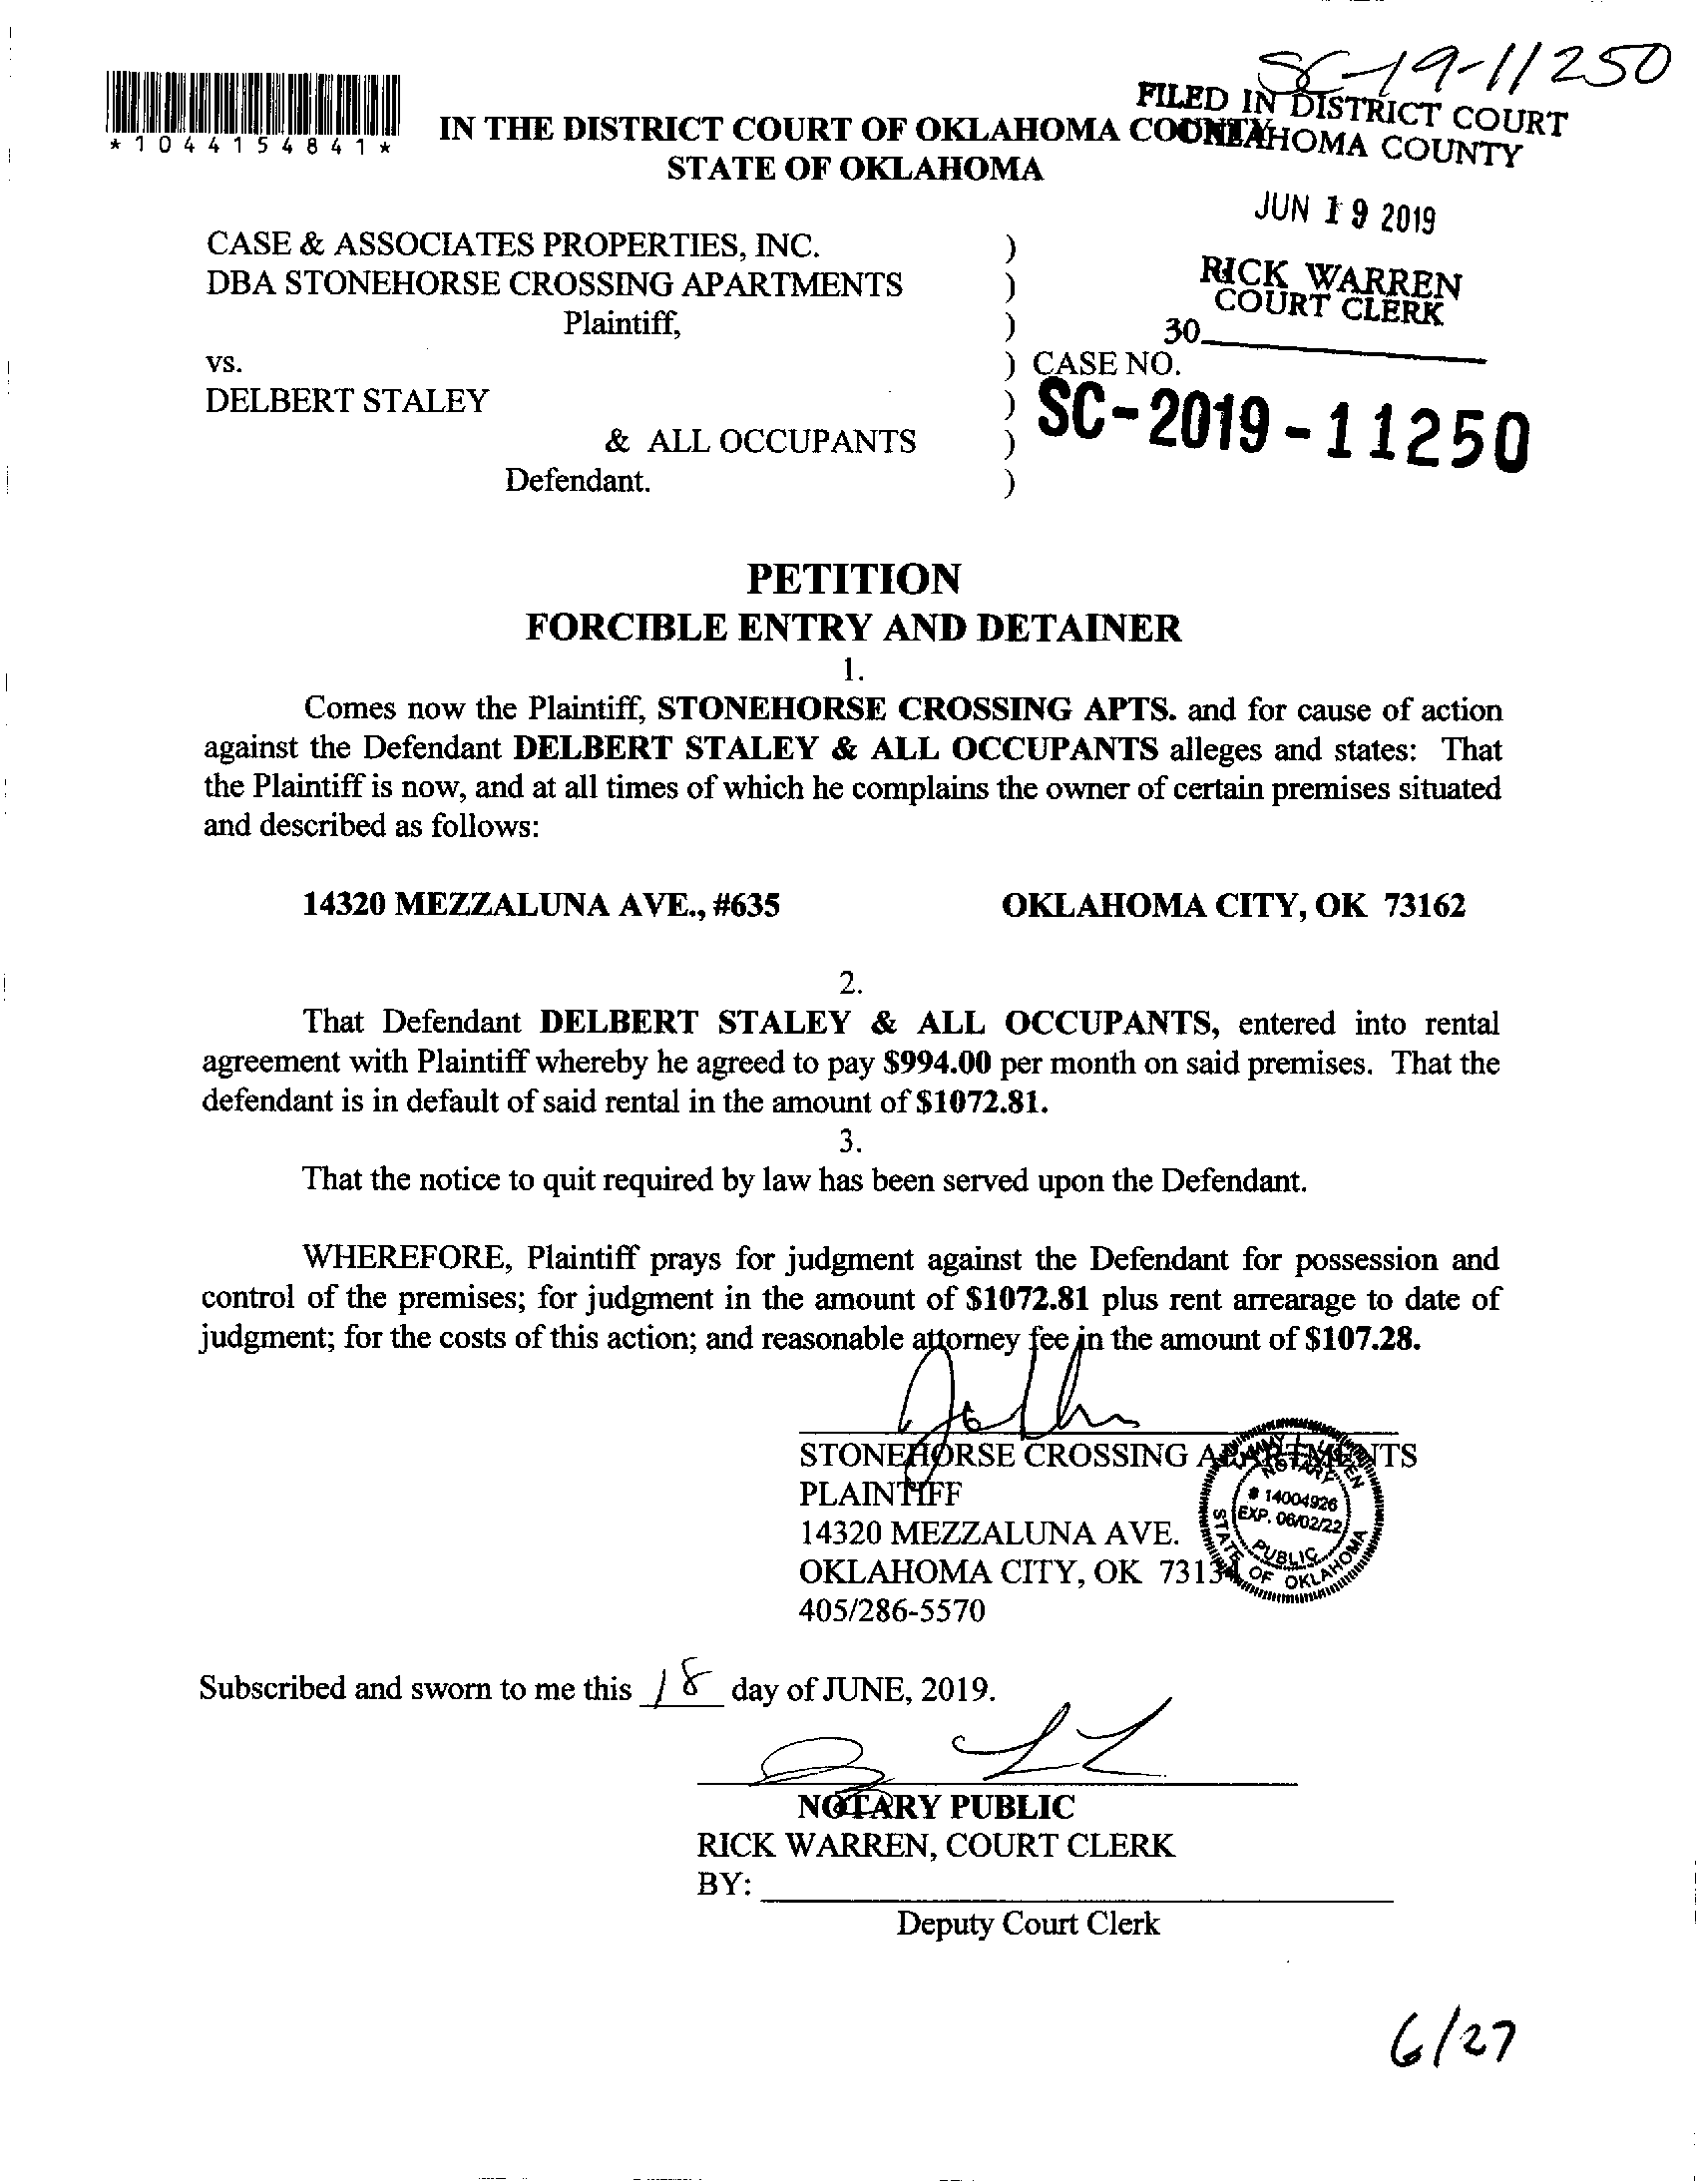 SC-19-11250
FILED IN DISTRICT COURT
OKLAHOMA COUNTY
*1044154841*
IN THE DISTRICT COURT OF OKLAHOMA COUNTY
STATE OF OKLAHOMA
JUN 19 2019
RICK WARREN
COURT CLERK
30
CASE & ASSOCIATES PROPERTIES, INC. )
DBA STONEHORSE CROSSING APARTMENTS )
Plaintiff, )
vs. ) CASE NO.
DELBERT STALEY ) SC-2019-11250
& ALL OCCUPANTS )
Defendant. )
PETITION
FORCIBLE ENTRY AND DETAINER
1.
Comes now the Plaintiff, STONEHORSE CROSSING APTS. and for cause of action
against the Defendant DELBERT STALEY & ALL OCCUPANTS alleges and states: That
the Plaintiff is now, and at all times of which he complains the owner of certain premises situated
and described as follows:
14320 MEZZALUNA AVE., #635 OKLAHOMA CITY, OK 73162
2.
That Defendant DELBERT STALEY & ALL OCCUPANTS, entered into rental
agreement with Plaintiff whereby he agreed to pay $994.00 per month on said premises. That the
defendant is in default of said rental in the amount of $1072.81.
3.
That the notice to quit required by law has been served upon the Defendant.
WHEREFORE, Plaintiff prays for judgment against the Defendant for possession and
control of the premises; for judgment in the amount of $1072.81 plus rent arrearage to date of
judgment; for the costs of this action; and reasonable attorney fee in the amount of $107.28.
STONEHORSE CROSSING APARTMENTS
PLAINTIFF
14320 MEZZALUNA AVE.
OKLAHOMA CITY, OK 73134
405/286-5570
NOTARY
# 14004926
EXP. 06/02/22
PUBLIC
STATE OF OKLAHOMA
Subscribed and sworn to me this 18 day of JUNE, 2019.
NOTARY PUBLIC
RICK WARREN, COURT CLERK
BY:
Deputy Court Clerk
6/27